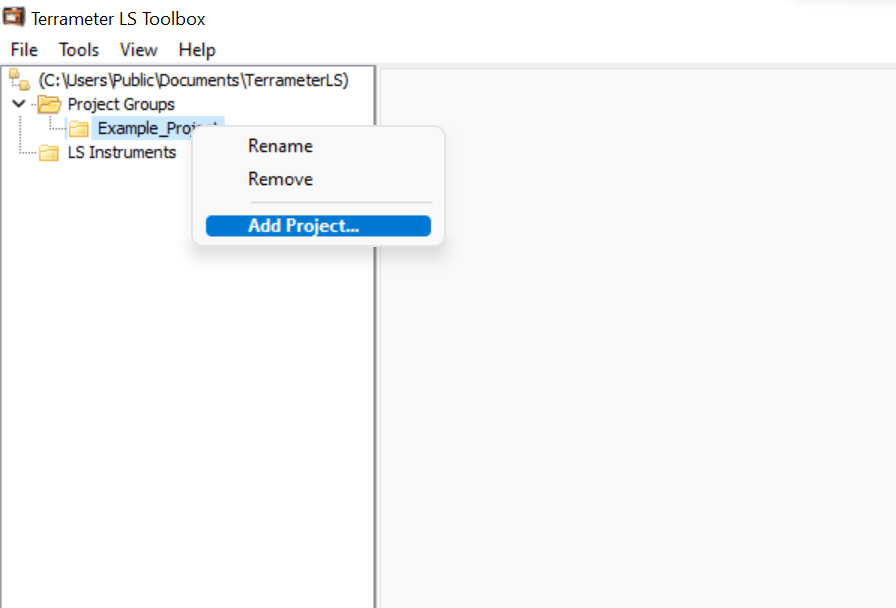 Terrameter LS Toolbox
File Tools View Help
(C:\Users\Public\Documents\TerrameterLS)
Project Groups
Example_Project
LS Instruments
Rename
Remove
Add Project...